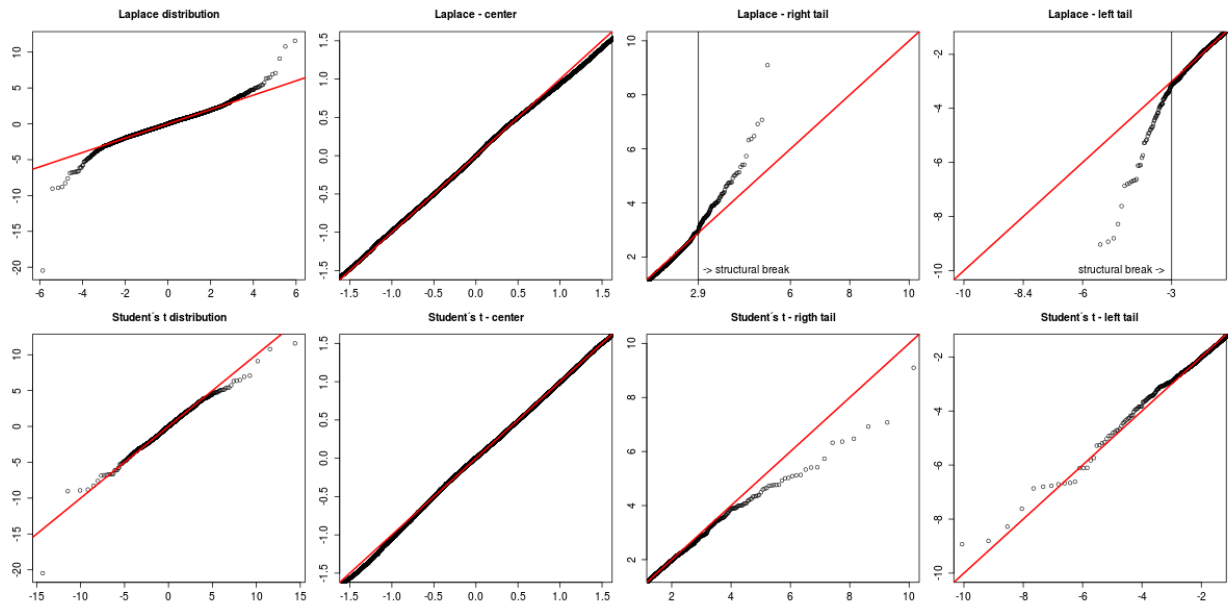 Laplace distribution
Laplace - center
Laplace - right tail
Laplace - left tail
10
5
0
-5
-10
-15
-20
-6 -4 -2 0 2 4 6
1.5
1.0
0.5
0.0
-0.5
-1.0
-1.5
-1.5 -1.0 -0.5 0.0 0.5 1.0 1.5
10
8
6
4
2
-> structural break
2.9 6 8 10
-2
-4
-6
-8
-10
structural break ->
-10 -8.4 -6 -3
Student´s t distribution
Student´s t - center
Student´s t - rigth tail
Student´s t - left tail
10
5
0
-5
-10
-15
-20
-15 -10 -5 0 5 10 15
1.5
1.0
0.5
0.0
-0.5
-1.0
-1.5
-1.5 -1.0 -0.5 0.0 0.5 1.0 1.5
10
8
6
4
2
2 4 6 8 10
-2
-4
-6
-8
-10
-10 -8 -6 -4 -2